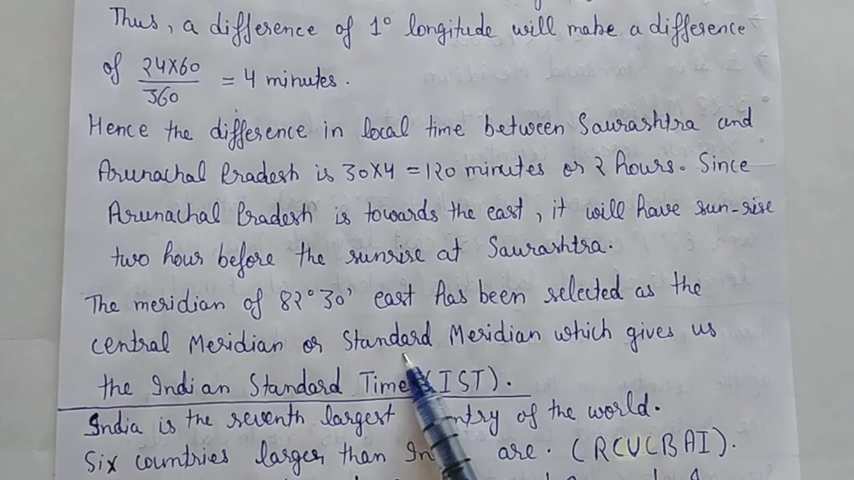 Thus, a difference of 1° longitude will make a difference
of 24X60 / 360 = 4 minutes.
Hence the difference in local time between Saurashtra and
Arunachal Pradesh is 30X4 = 120 minutes or 2 hours. Since
Arunachal Pradesh is towards the east, it will have sun-rise
two hour before the sunrise at Saurashtra.
The meridian of 82°30' east has been selected as the
central Meridian or Standard Meridian which gives us
the Indian Standard Time (IST).
India is the seventh largest of the world.
Six countries larger than are. (RCUCBAI).